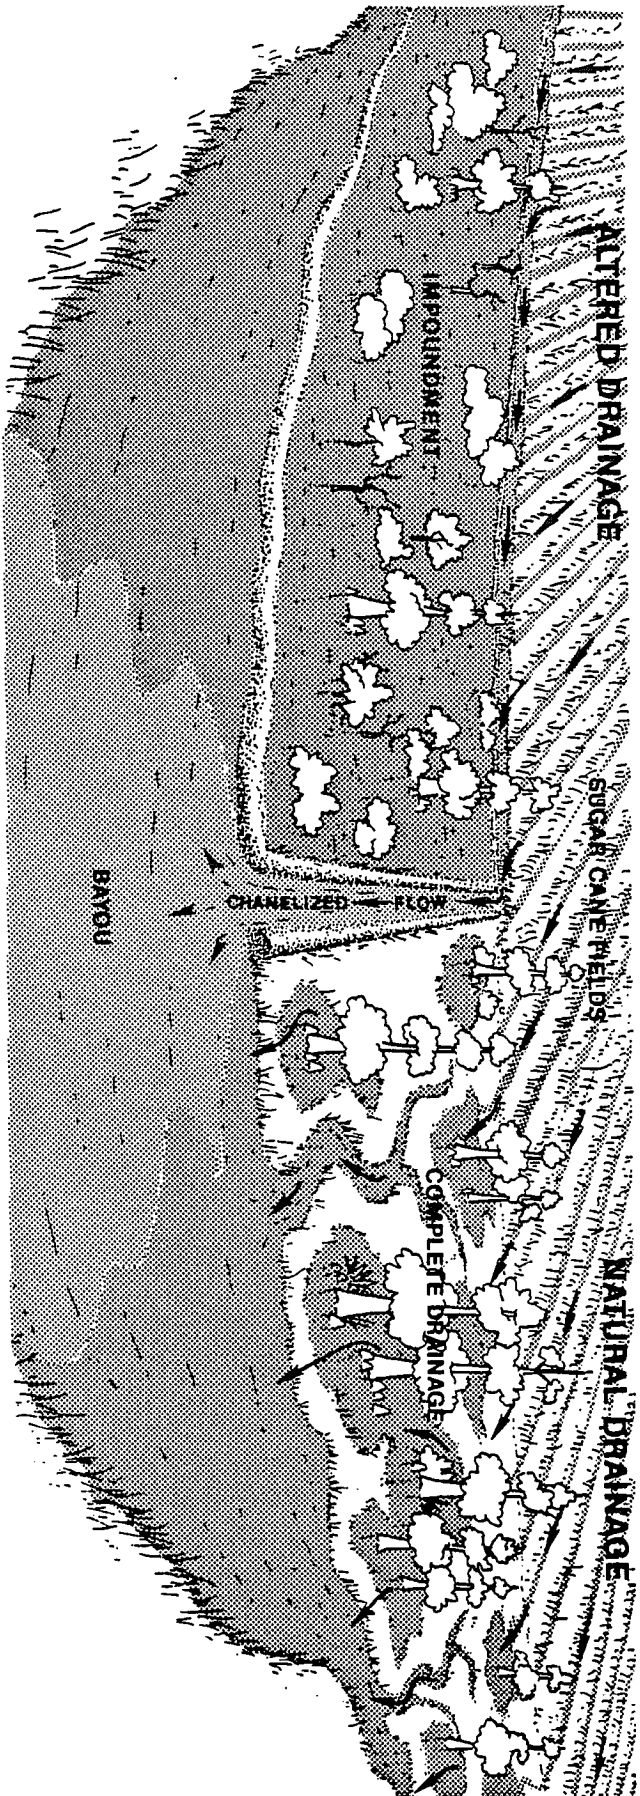 ALTERED DRAINAGE
NATURAL DRAINAGE
SUGAR CANE FIELDS
IMPOUNDMENT
COMPLETE DRAINAGE
CHANELIZED FLOW
BAYOU